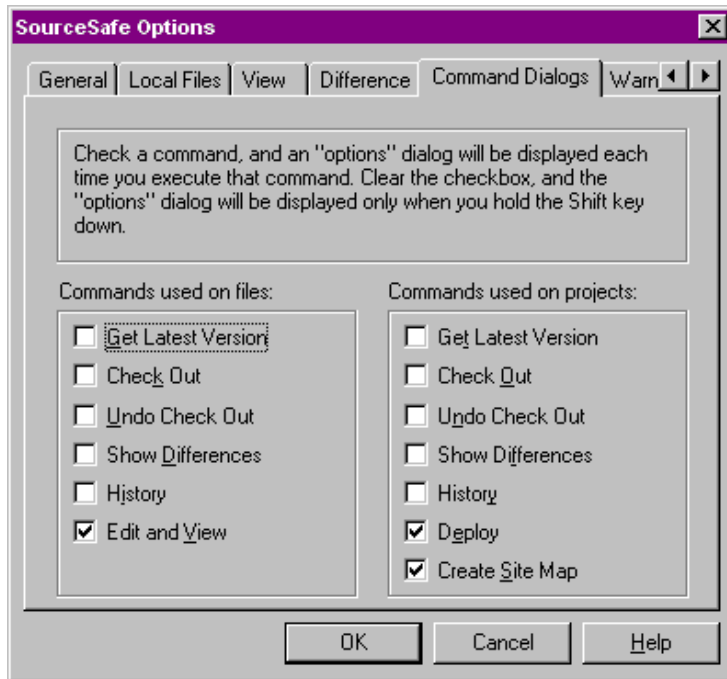 SourceSafe Options
General
Local Files
View
Difference
Command Dialogs
Warn
Check a command, and an "options" dialog will be displayed each
time you execute that command. Clear the checkbox, and the
"options" dialog will be displayed only when you hold the Shift key
down.
Commands used on files:
Get Latest Version
Check Out
Undo Check Out
Show Differences
History
Edit and View
Commands used on projects:
Get Latest Version
Check Out
Undo Check Out
Show Differences
History
Deploy
Create Site Map
OK
Cancel
Help